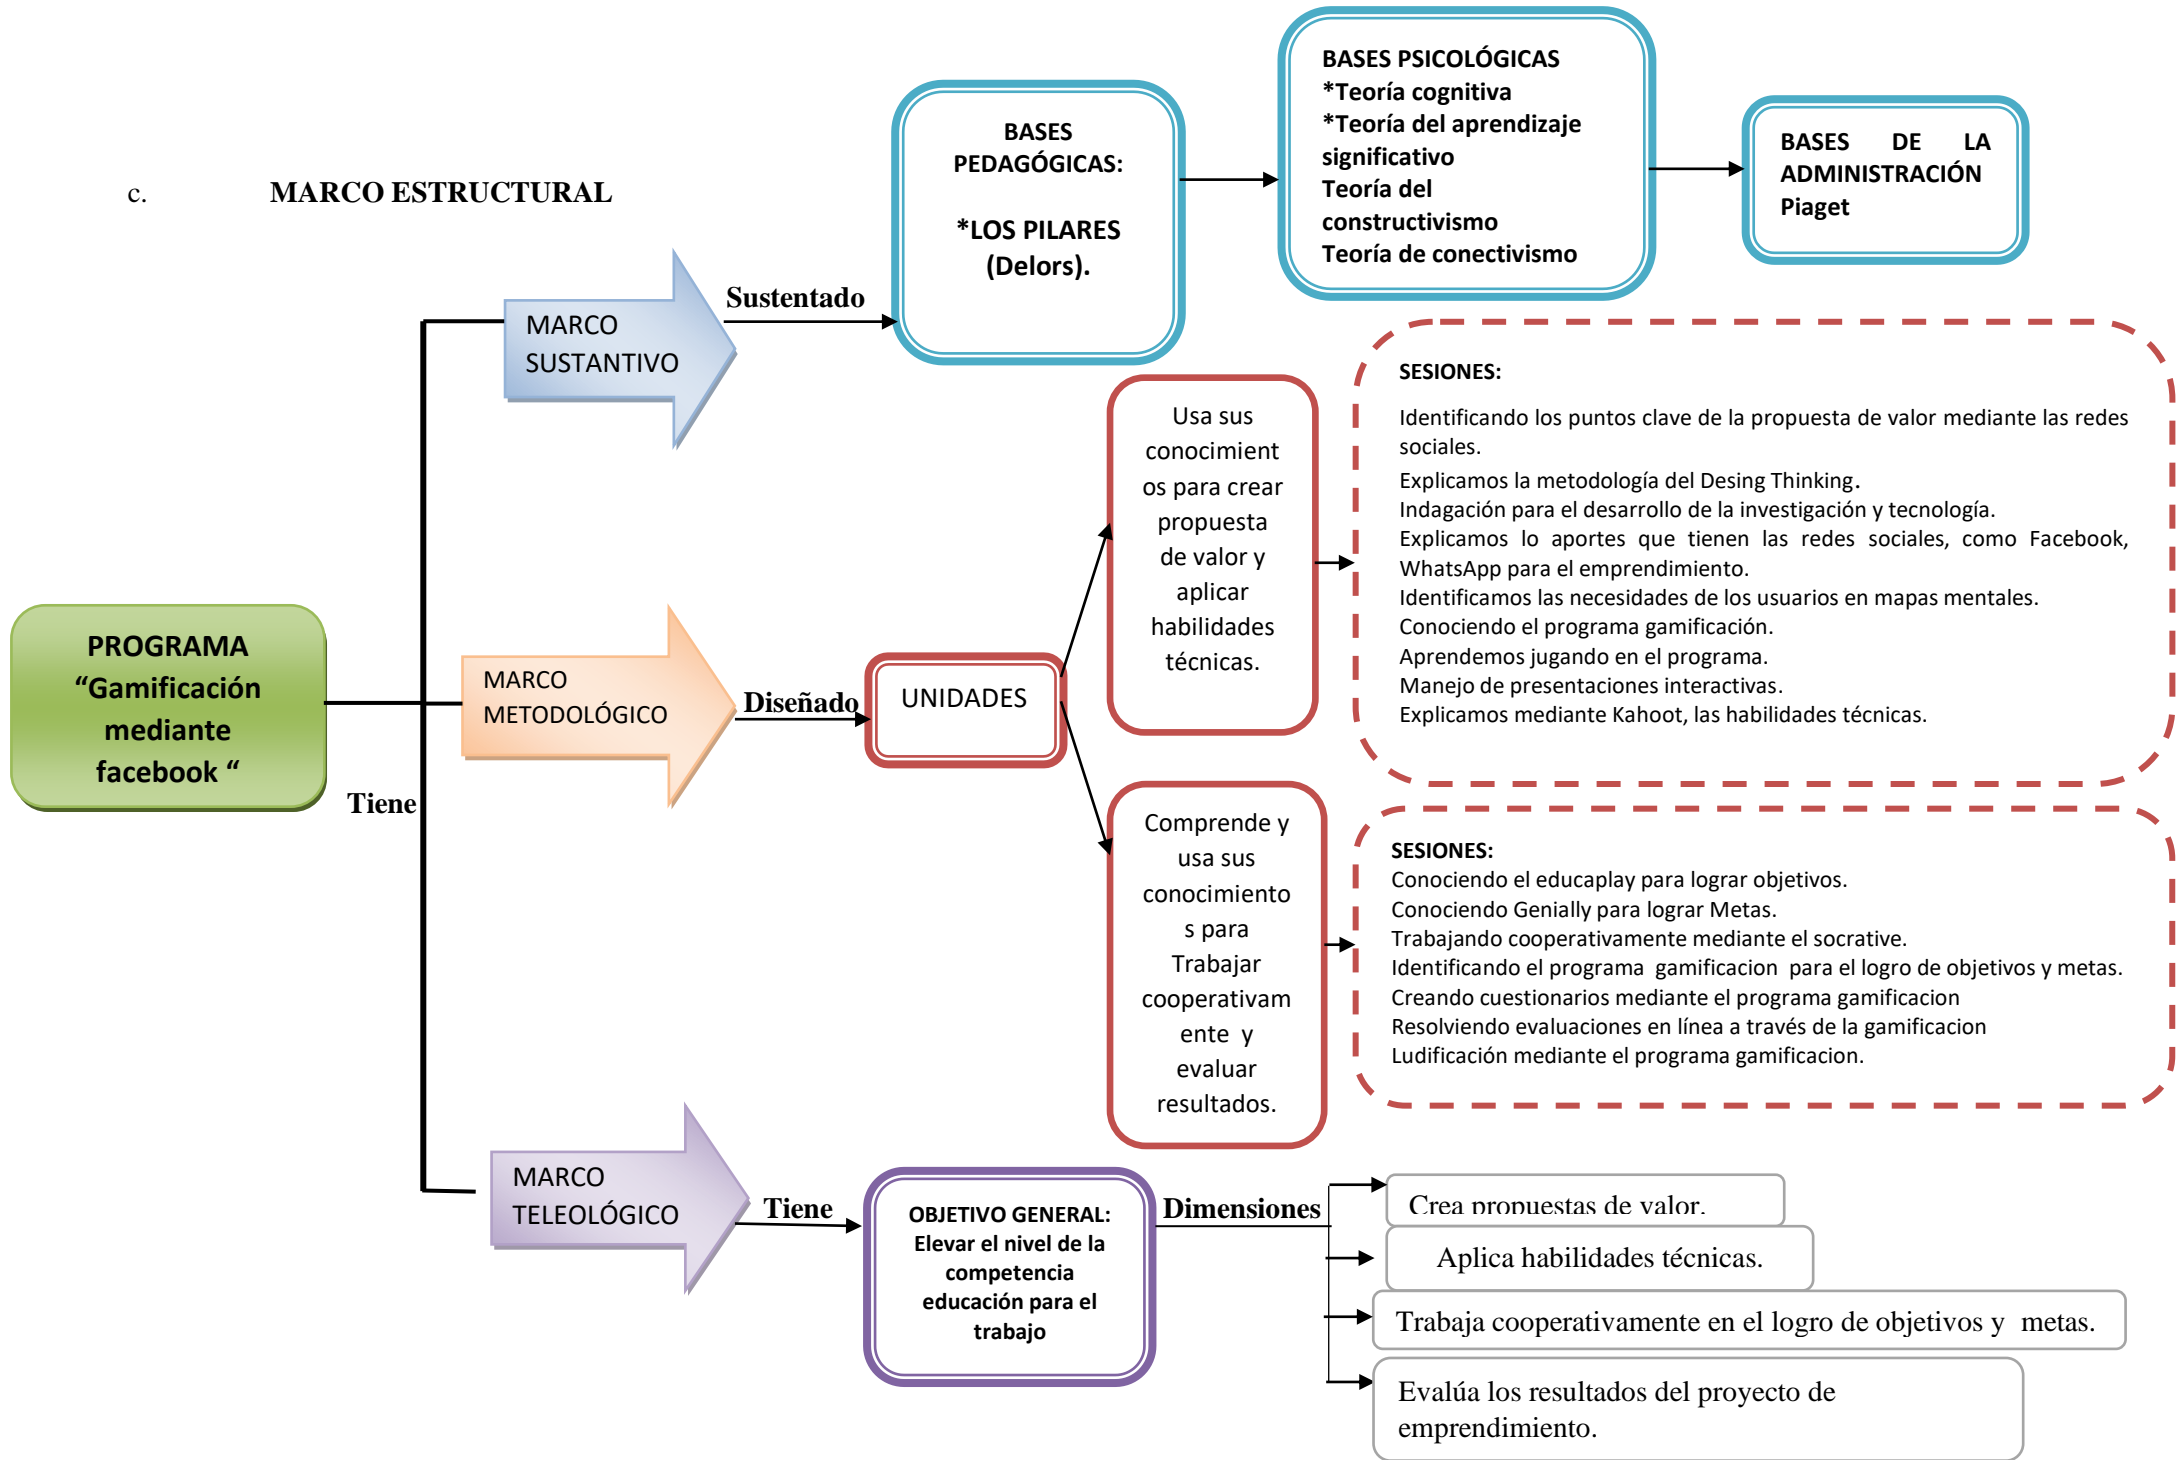 c. MARCO ESTRUCTURAL
BASES
PEDAGÓGICAS:
*LOS PILARES
(Delors).
BASES PSICOLÓGICAS
*Teoría cognitiva
*Teoría del aprendizaje
significativo
Teoría del
constructivismo
Teoría de conectivismo
BASES DE LA
ADMINISTRACIÓN
Piaget
MARCO
SUSTANTIVO
Sustentado
PROGRAMA
“Gamificación
mediante
facebook “
Tiene
MARCO
METODOLÓGICO
Diseñado
UNIDADES
Usa sus
conocimient
os para crear
propuesta
de valor y
aplicar
habilidades
técnicas.
SESIONES:
Identificando los puntos clave de la propuesta de valor mediante las redes
sociales.
Explicamos la metodología del Desing Thinking.
Indagación para el desarrollo de la investigación y tecnología.
Explicamos lo aportes que tienen las redes sociales, como Facebook,
WhatsApp para el emprendimiento.
Identificamos las necesidades de los usuarios en mapas mentales.
Conociendo el programa gamificación.
Aprendemos jugando en el programa.
Manejo de presentaciones interactivas.
Explicamos mediante Kahoot, las habilidades técnicas.
Comprende y
usa sus
conocimiento
s para
Trabajar
cooperativam
ente y
evaluar
resultados.
SESIONES:
Conociendo el educaplay para lograr objetivos.
Conociendo Genially para lograr Metas.
Trabajando cooperativamente mediante el socrative.
Identificando el programa gamificacion para el logro de objetivos y metas.
Creando cuestionarios mediante el programa gamificacion
Resolviendo evaluaciones en línea a través de la gamificacion
Ludificación mediante el programa gamificacion.
MARCO
TELEOLÓGICO
Tiene
OBJETIVO GENERAL:
Elevar el nivel de la
competencia
educación para el
trabajo
Dimensiones
Crea propuestas de valor.
Aplica habilidades técnicas.
Trabaja cooperativamente en el logro de objetivos y metas.
Evalúa los resultados del proyecto de
emprendimiento.